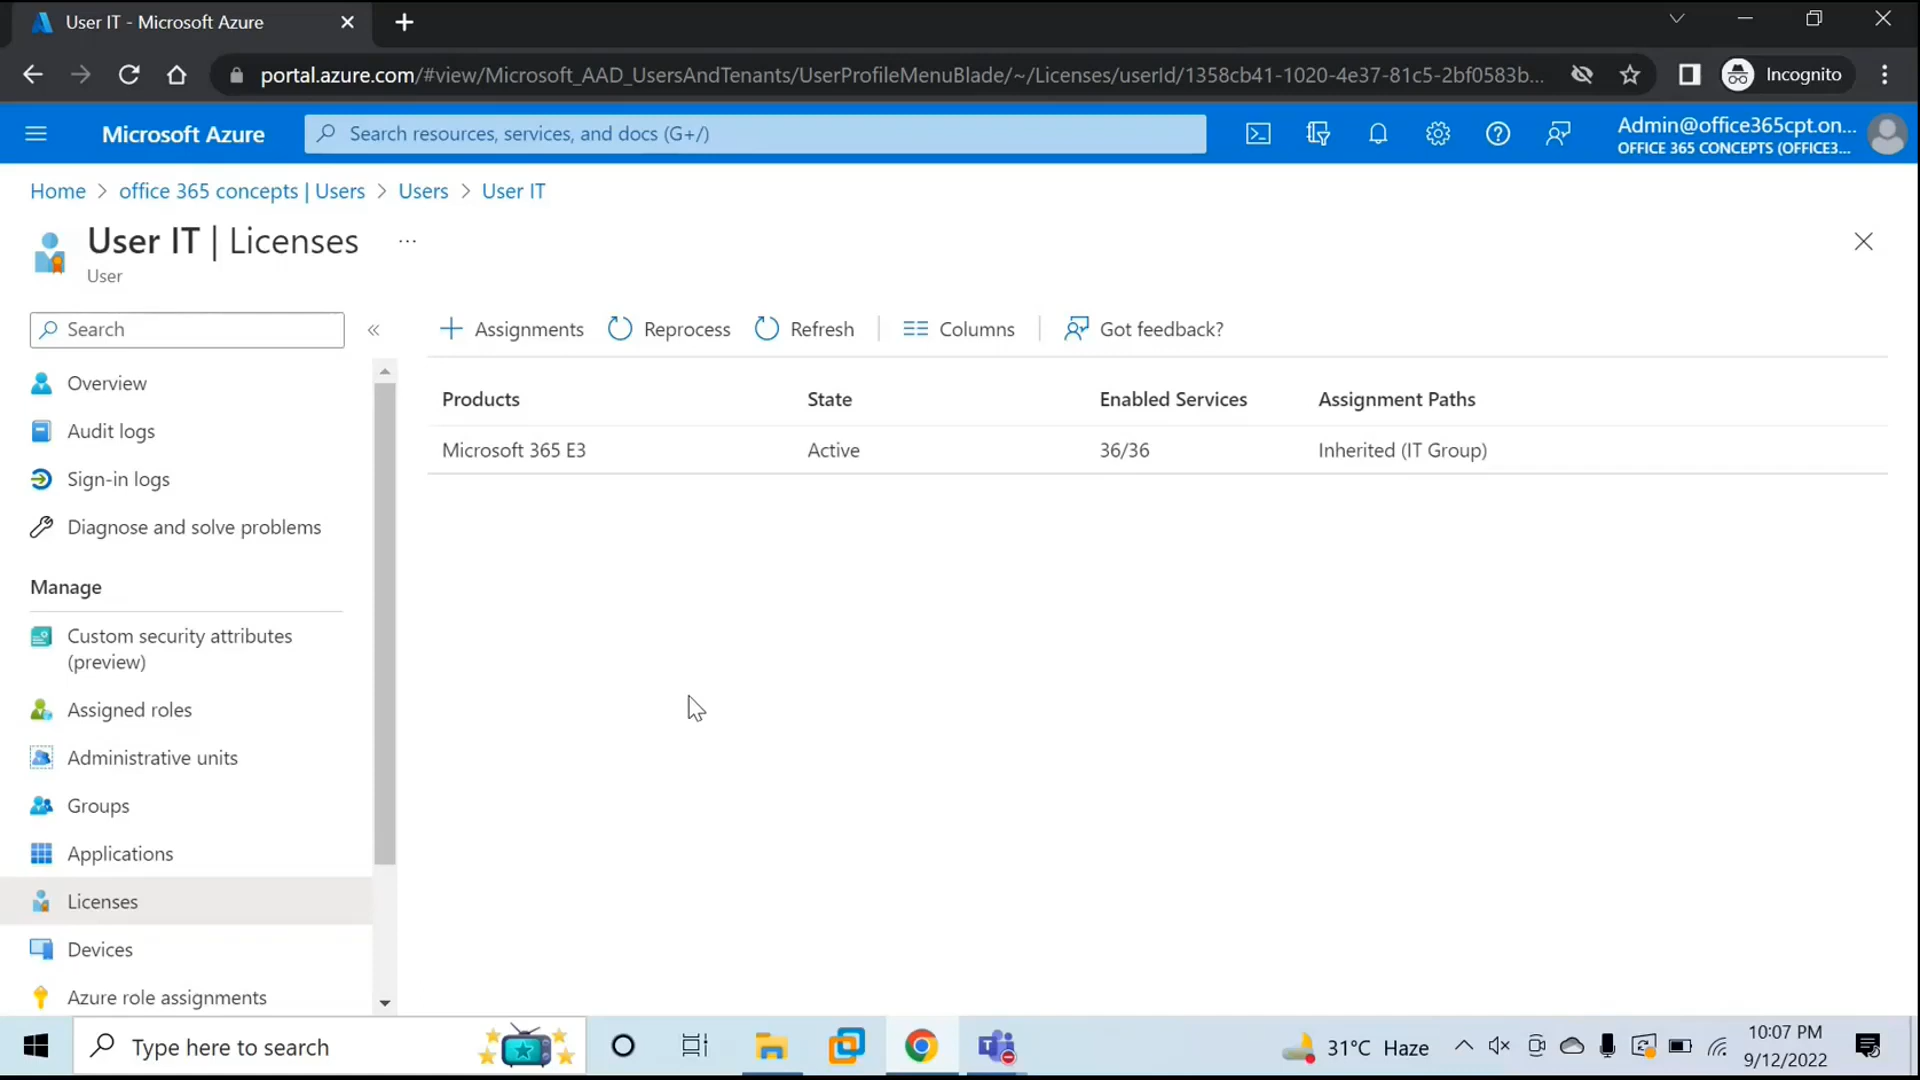 User IT - Microsoft Azure
portal.azure.com/#view/Microsoft_AAD_UsersAndTenants/UserProfileMenuBlade/~/Licenses/userId/1358cb41-1020-4e37-81c5-2bf0583b...
Incognito
Microsoft Azure
Search resources, services, and docs (G+/)
Admin@office365cpt.on...
OFFICE 365 CONCEPTS (OFFICE3...
Home > office 365 concepts | Users > Users > User IT
User IT | Licenses ...
User
Search
«
Assignments
Reprocess
Refresh
Columns
Got feedback?
Overview
Audit logs
Sign-in logs
Diagnose and solve problems
Manage
Custom security attributes
(preview)
Assigned roles
Administrative units
Groups
Applications
Licenses
Devices
Azure role assignments
Products State Enabled Services Assignment Paths
Microsoft 365 E3 Active 36/36 Inherited (IT Group)
Type here to search
31°C Haze
10:07 PM
9/12/2022